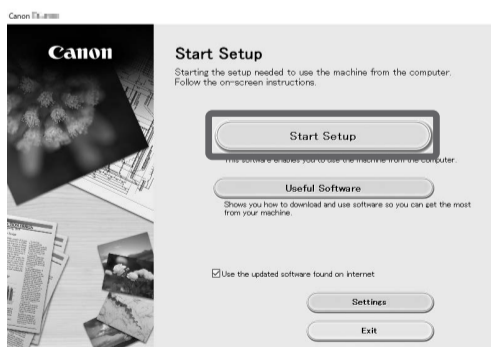 Canon
Canon
Start Setup
Starting the setup needed to use the machine from the computer.
Follow the on-screen instructions.
Start Setup
This software enables you to use the machine from the computer.
Useful Software
Shows you how to download and use software so you can get the most
from your machine.
Use the updated software found on internet
Settings
Exit